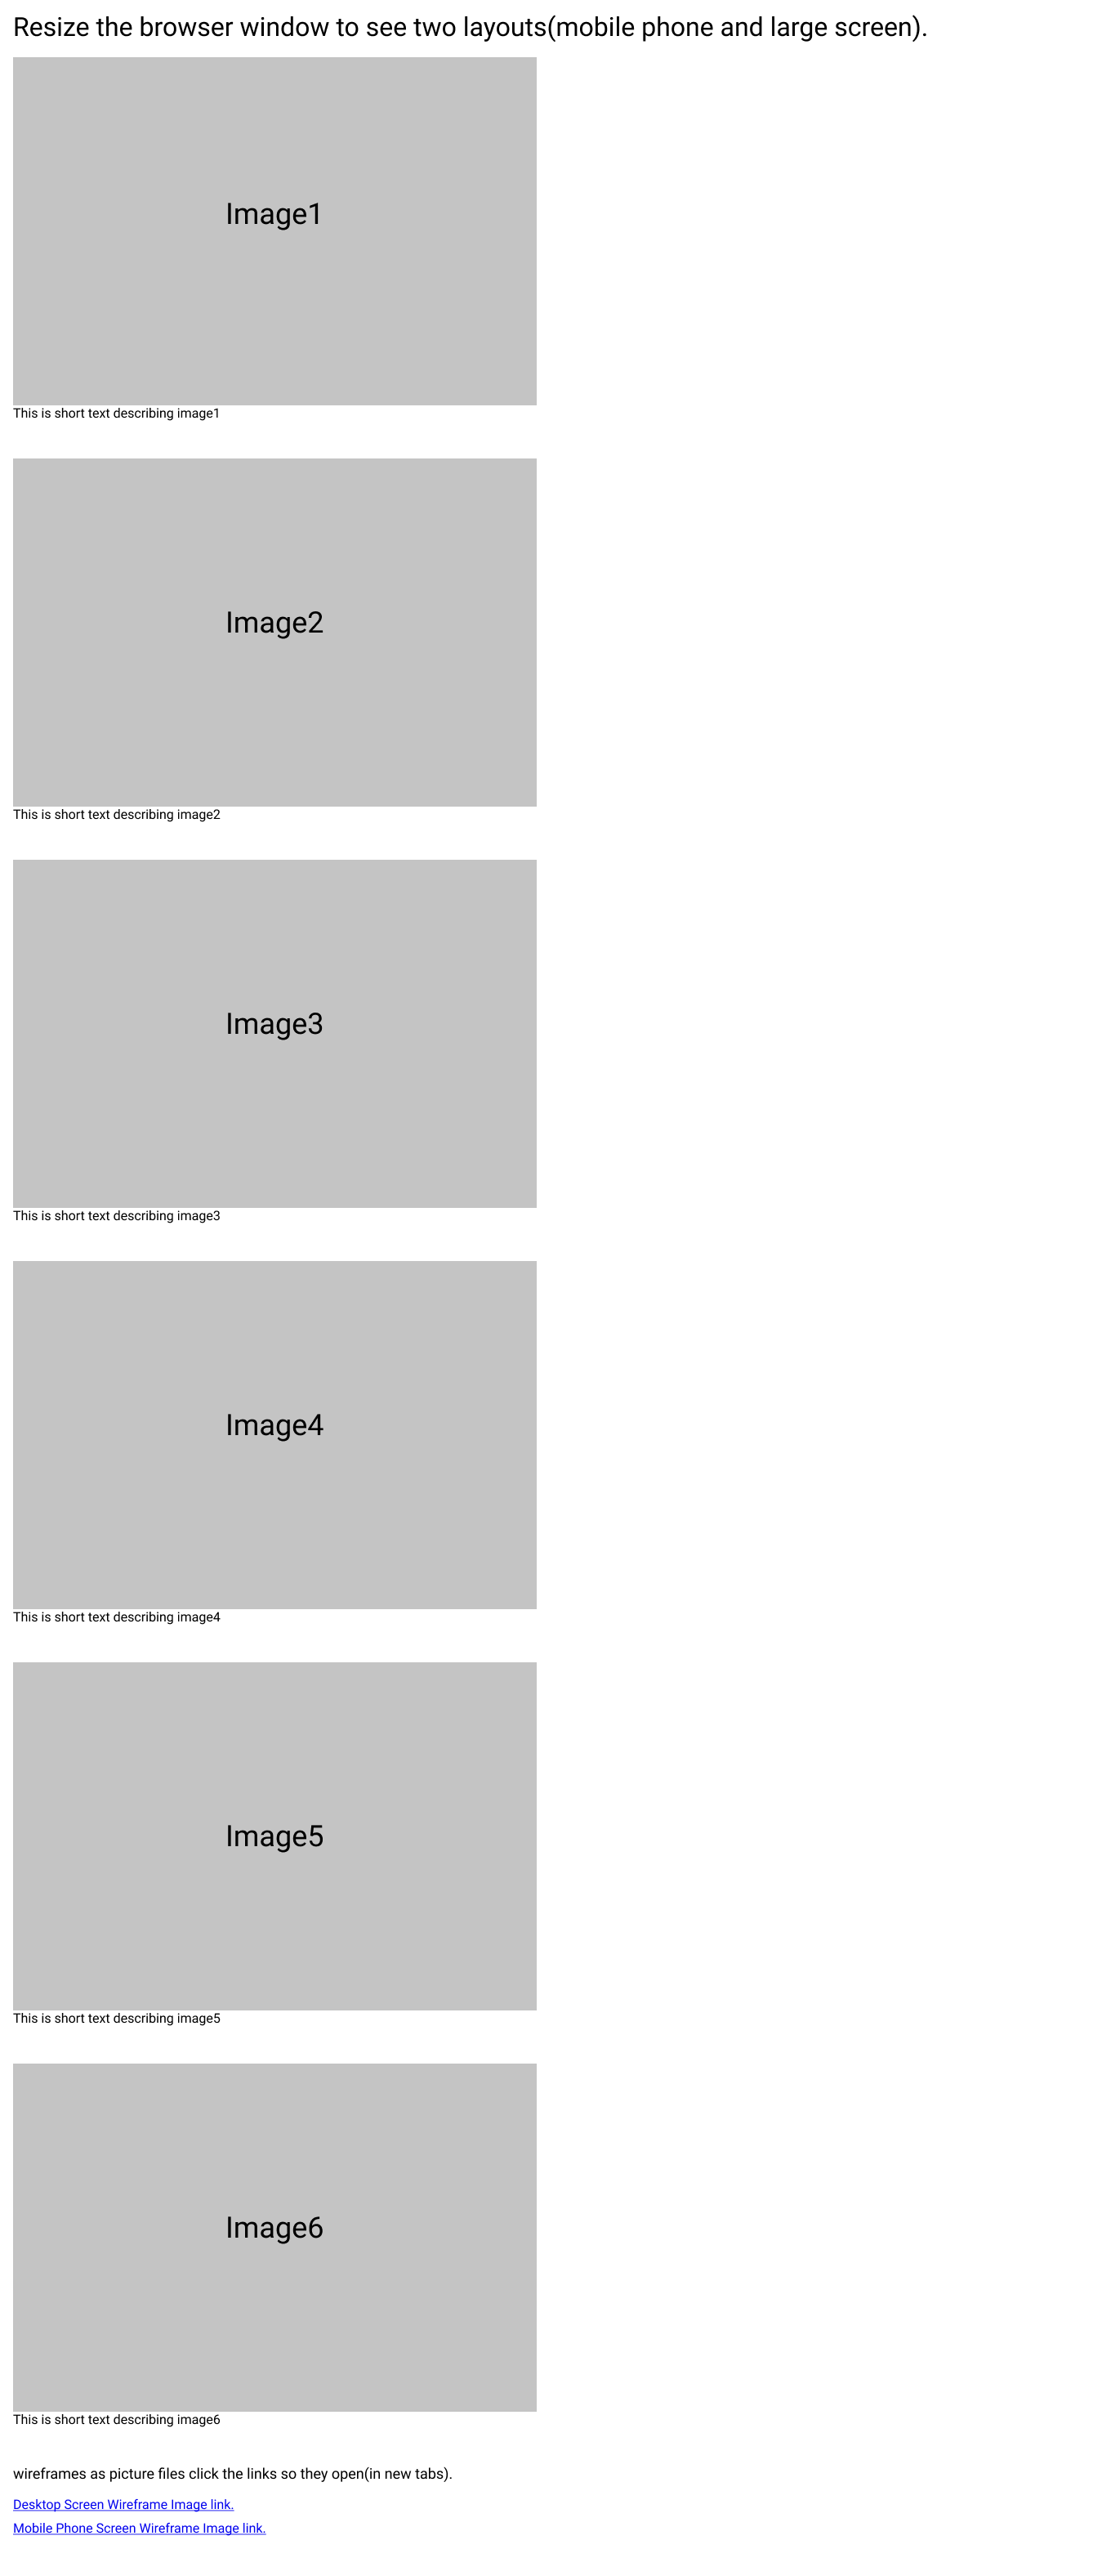 Resize the browser window to see two layouts(mobile phone and large screen).
Image1
This is short text describing image1
Image2
This is short text describing image2
Image3
This is short text describing image3
Image4
This is short text describing image4
Image5
This is short text describing image5
Image6
This is short text describing image6
wireframes as picture files click the links so they open(in new tabs).
Desktop Screen Wireframe Image link.
Mobile Phone Screen Wireframe Image link.